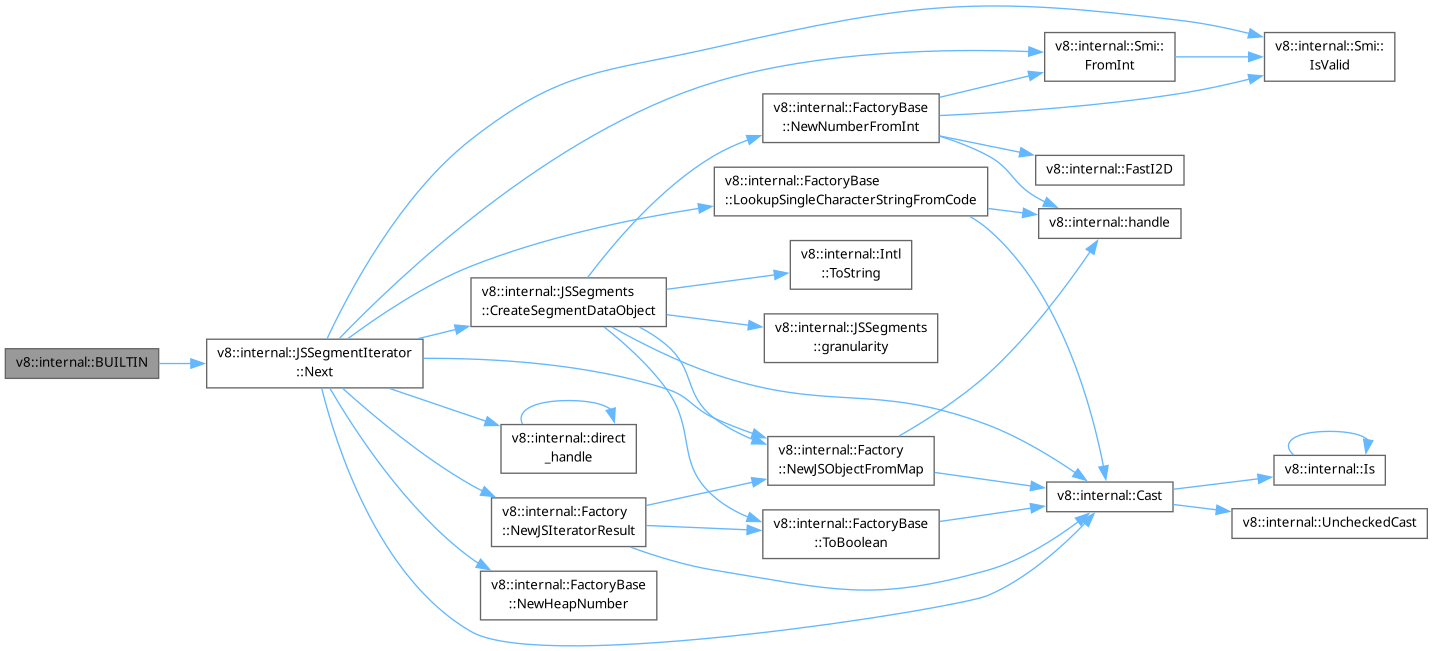 v8::internal::BUILTIN
v8::internal::JSSegmentIterator
::Next
v8::internal::JSSegments
::CreateSegmentDataObject
v8::internal::direct
_handle
v8::internal::Factory
::NewJSIteratorResult
v8::internal::FactoryBase
::NewHeapNumber
v8::internal::FactoryBase
::NewNumberFromInt
v8::internal::FactoryBase
::LookupSingleCharacterStringFromCode
v8::internal::Intl
::ToString
v8::internal::JSSegments
::granularity
v8::internal::Factory
::NewJSObjectFromMap
v8::internal::FactoryBase
::ToBoolean
v8::internal::Smi::
FromInt
v8::internal::FastI2D
v8::internal::handle
v8::internal::Cast
v8::internal::Smi::
IsValid
v8::internal::Is
v8::internal::UncheckedCast